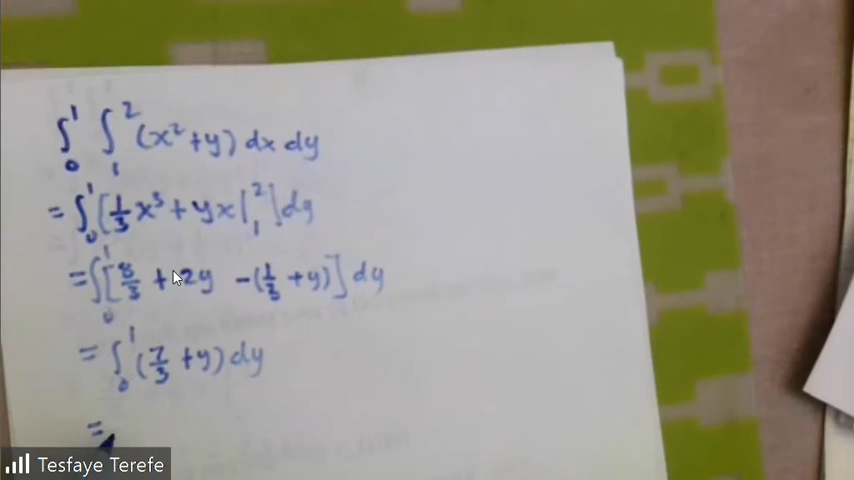 ∫₀¹ ∫₁² (x² + y) dx dy
= ∫₀¹ [⅓x³ + yx |₁² ] dy
= ∫₀¹ [8/3 + 2y - (⅓ + y)] dy
= ∫₀¹ (7/3 + y) dy
=
Tesfaye Terefe